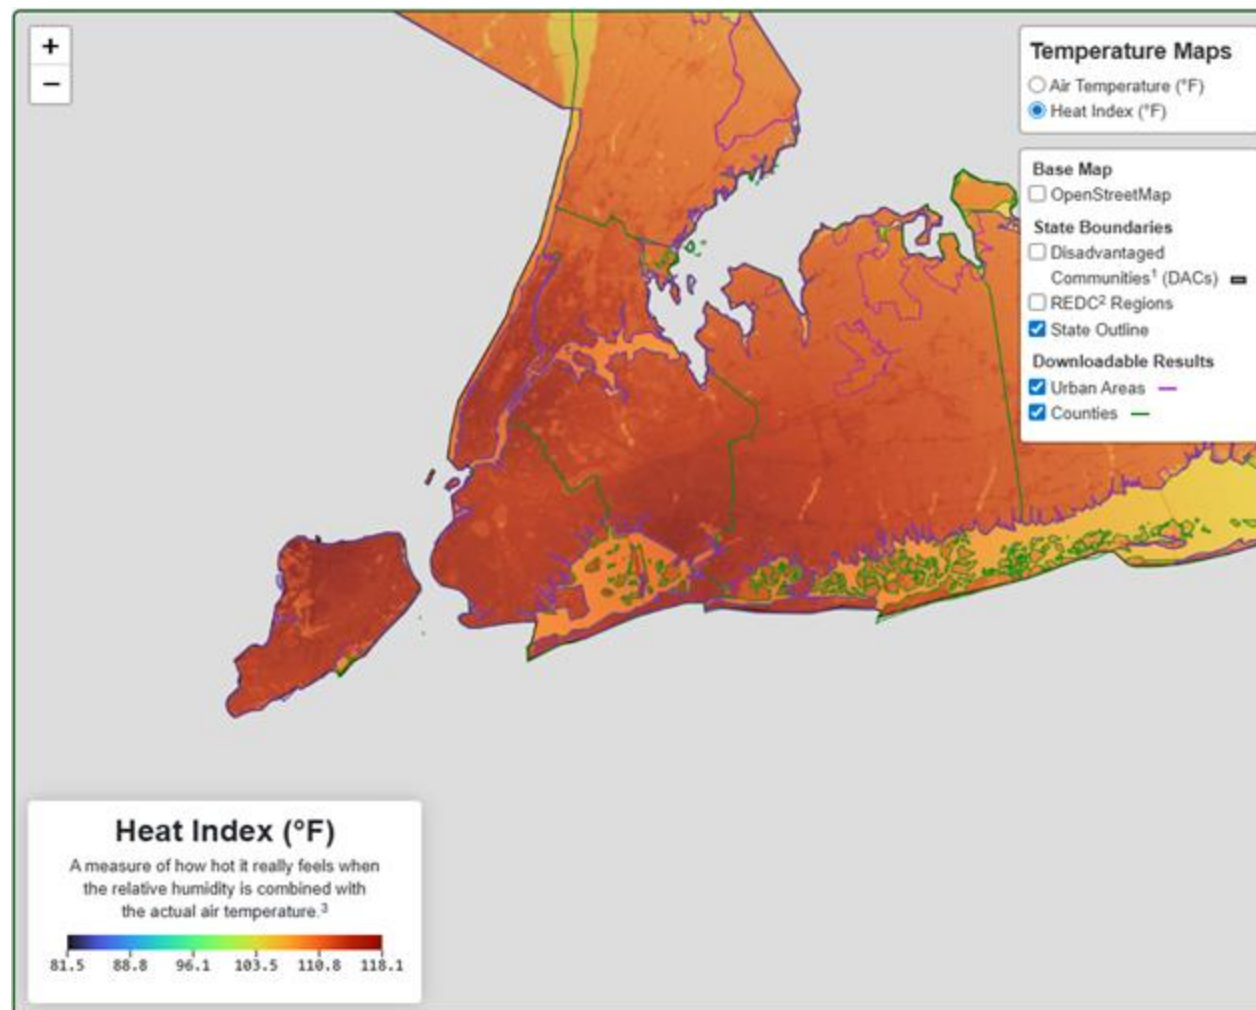 +
−
Temperature Maps
Air Temperature (°F)
Heat Index (°F)
Base Map
OpenStreetMap
State Boundaries
Disadvantaged
Communities¹ (DACs)
REDC² Regions
State Outline
Downloadable Results
Urban Areas
Counties
Heat Index (°F)
A measure of how hot it really feels when
the relative humidity is combined with
the actual air temperature.³
81.5 88.8 96.1 103.5 110.8 118.1